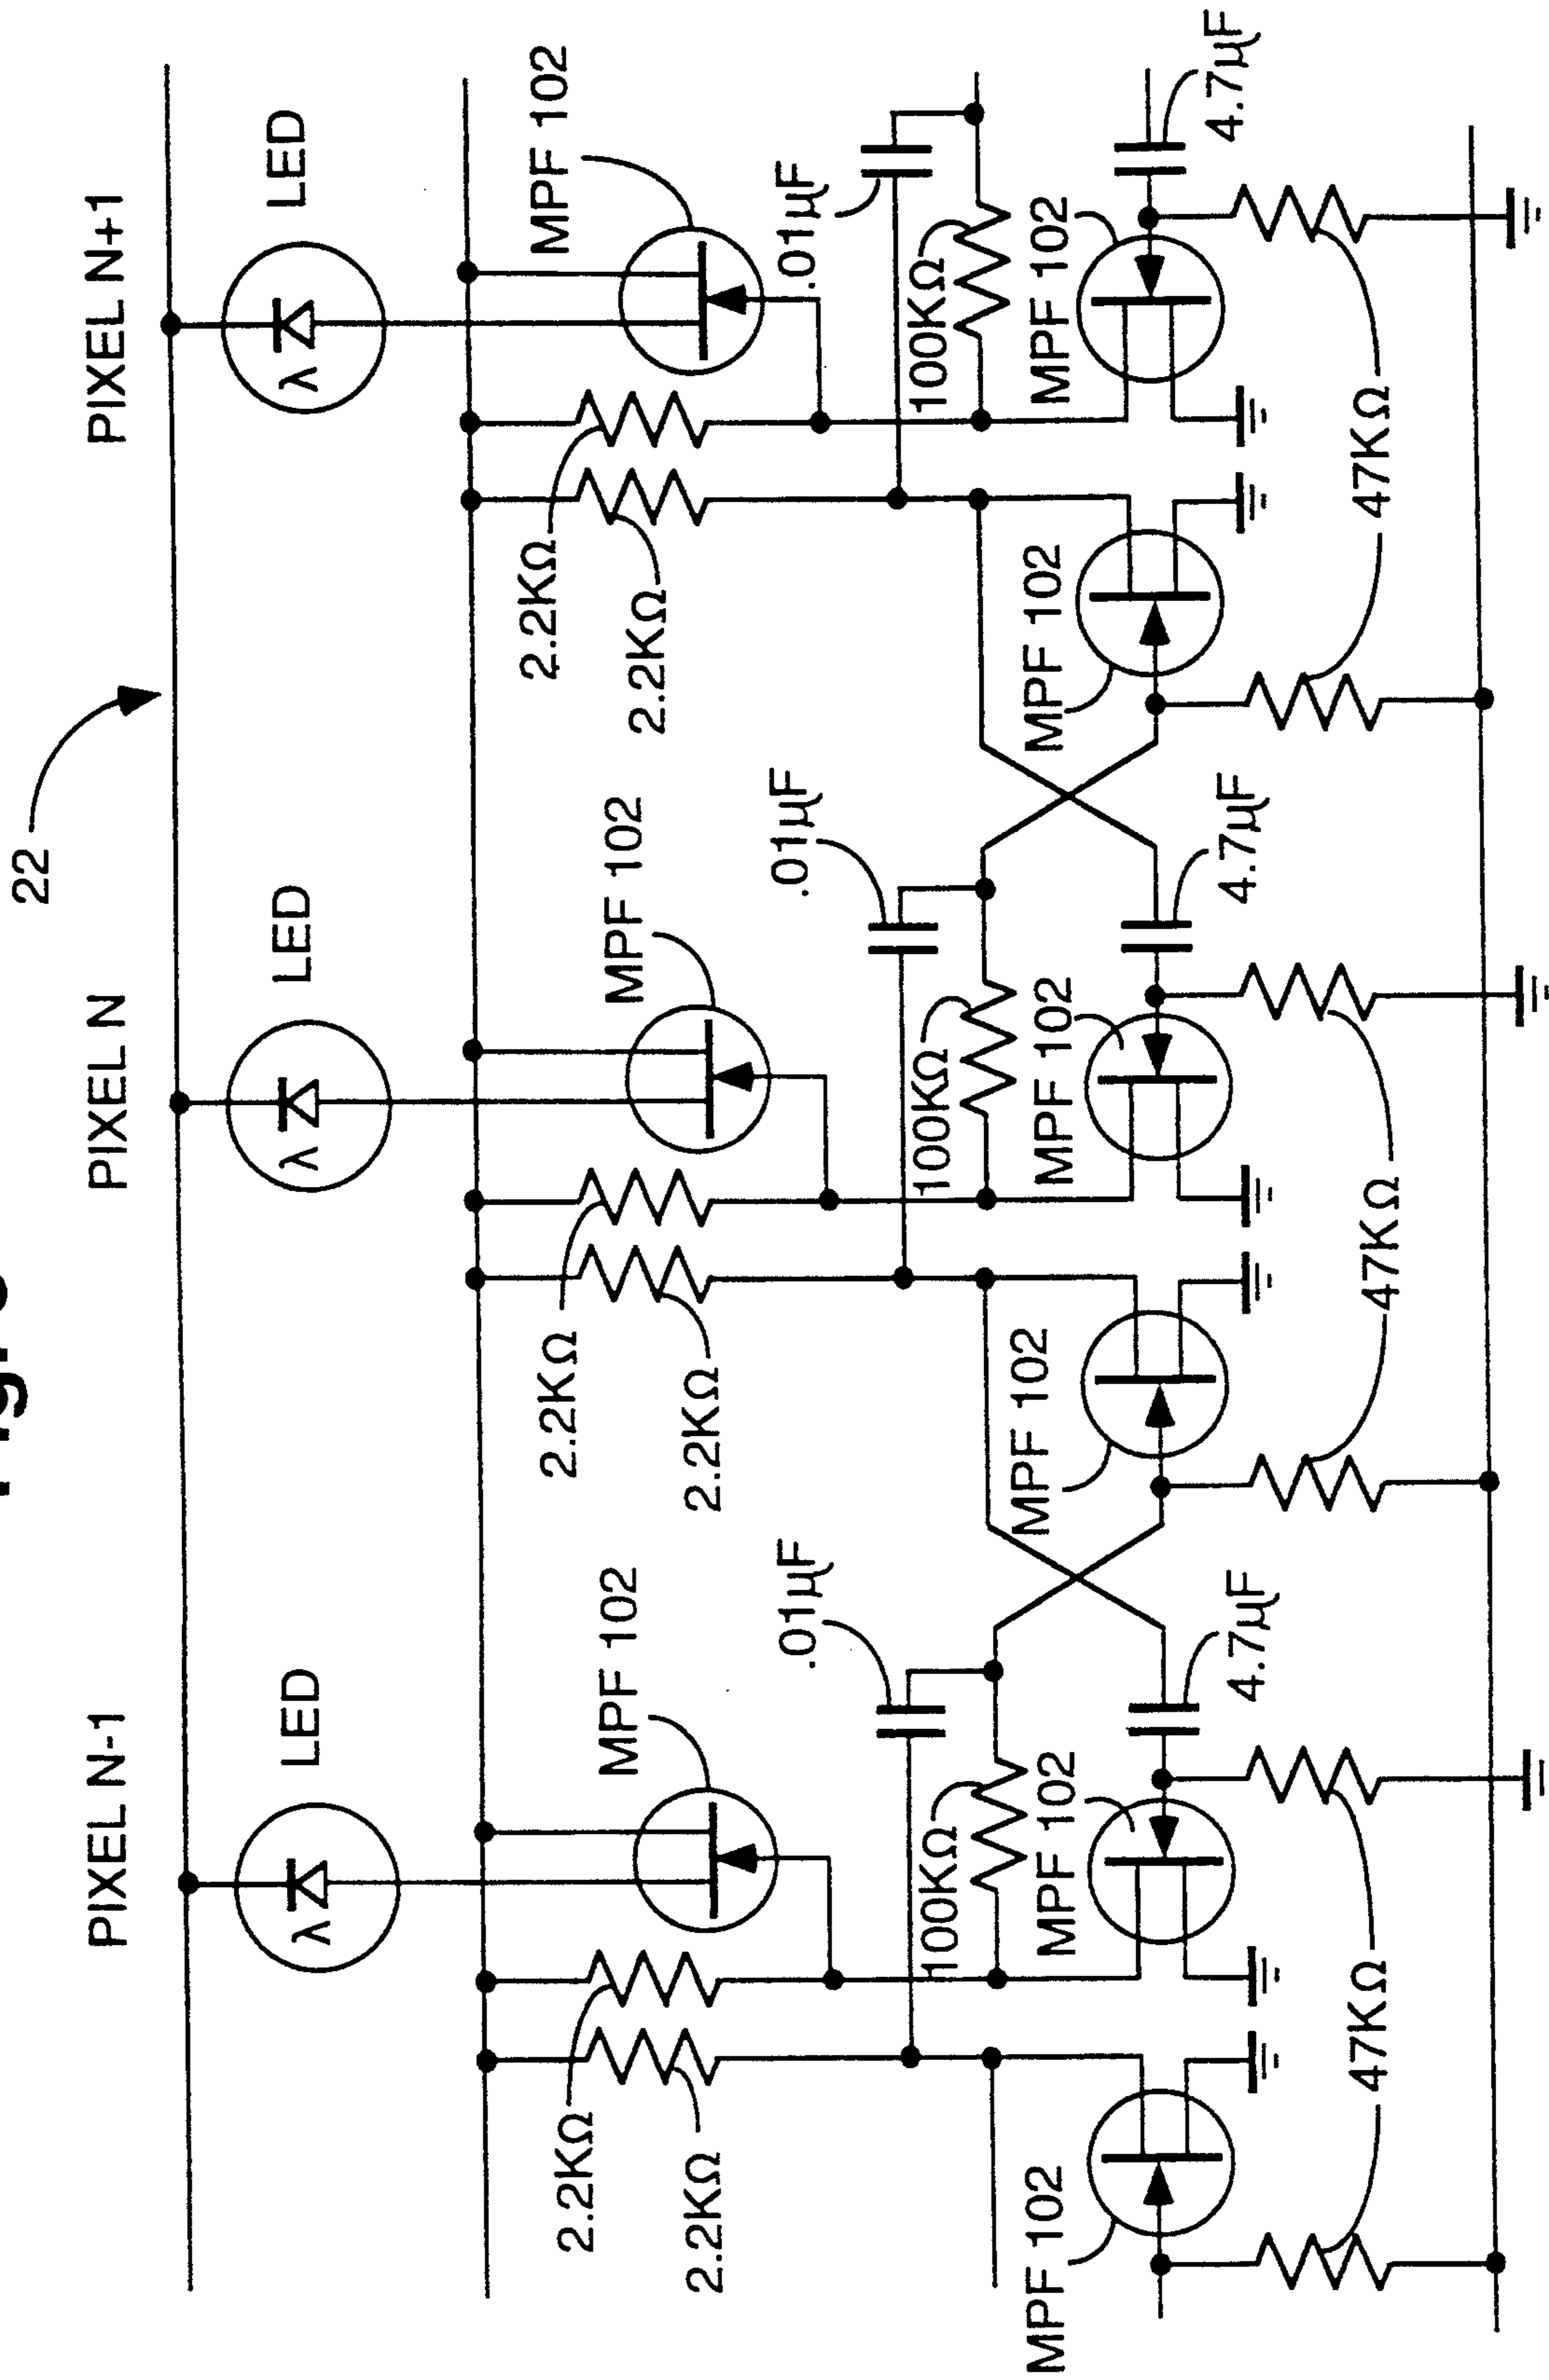 Fig.
22
PIXEL N-1
PIXEL N
PIXEL N+1
LED
LED
LED
2.2KΩ
2.2KΩ
MPF 102
2.2KΩ
2.2KΩ
MPF 102
2.2KΩ
2.2KΩ
MPF 102
λ
λ
λ
.01µF
.01µF
.01µF
100KΩ
100KΩ
100KΩ
MPF 102
MPF 102
MPF 102
MPF 102
MPF 102
MPF 102
4.7µF
4.7µF
4.7µF
47KΩ
47KΩ
47KΩ